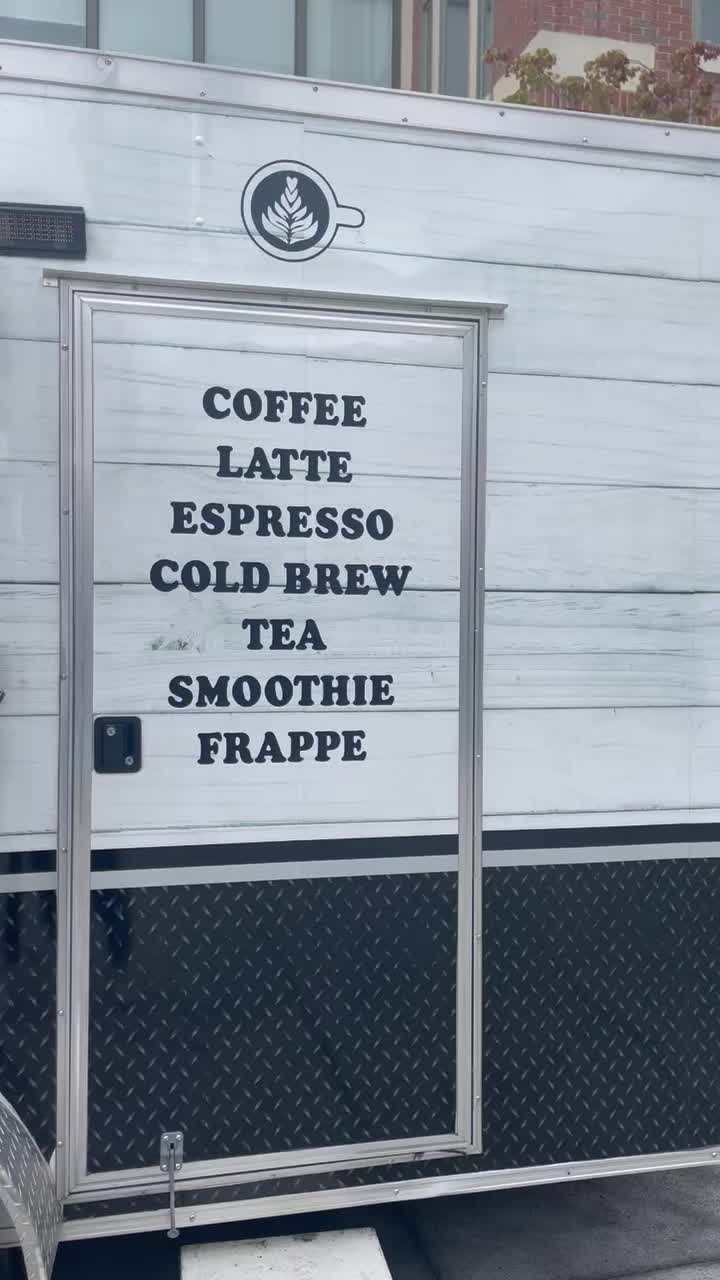 COFFEE
LATTE
ESPRESSO
COLD BREW
TEA
SMOOTHIE
FRAPPE